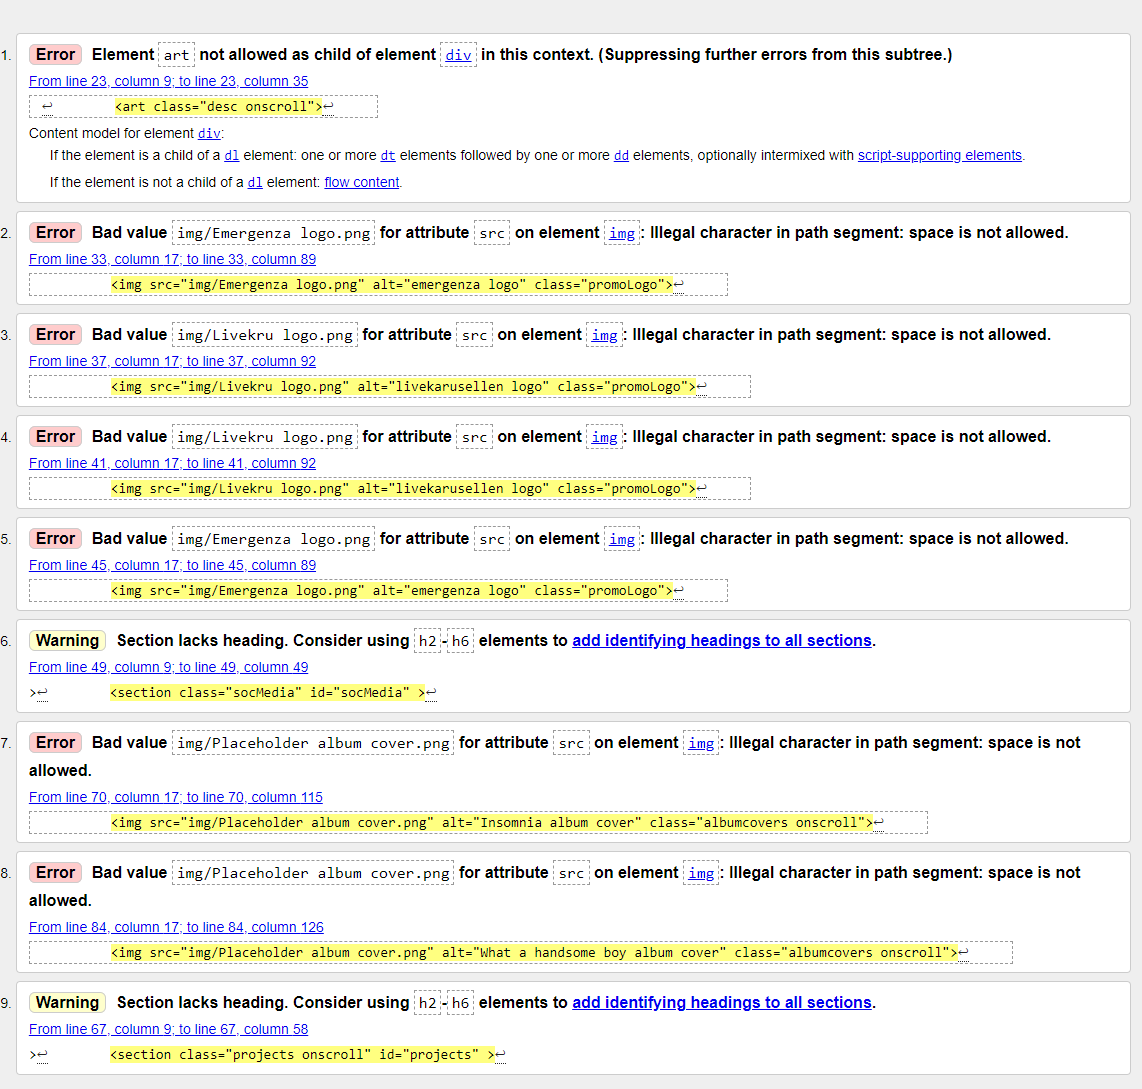 1. Error Element art not allowed as child of element div in this context. (Suppressing further errors from this subtree.)
From line 23, column 9; to line 23, column 35
↩ <art class="desc onscroll">↩
Content model for element div:
If the element is a child of a dl element: one or more dt elements followed by one or more dd elements, optionally intermixed with script-supporting elements.
If the element is not a child of a dl element: flow content.
2. Error Bad value img/Emergenza logo.png for attribute src on element img: Illegal character in path segment: space is not allowed.
From line 33, column 17; to line 33, column 89
<img src="img/Emergenza logo.png" alt="emergenza logo" class="promoLogo">↩
3. Error Bad value img/Livekru logo.png for attribute src on element img: Illegal character in path segment: space is not allowed.
From line 37, column 17; to line 37, column 92
<img src="img/Livekru logo.png" alt="livekarusellen logo" class="promoLogo">↩
4. Error Bad value img/Livekru logo.png for attribute src on element img: Illegal character in path segment: space is not allowed.
From line 41, column 17; to line 41, column 92
<img src="img/Livekru logo.png" alt="livekarusellen logo" class="promoLogo">↩
5. Error Bad value img/Emergenza logo.png for attribute src on element img: Illegal character in path segment: space is not allowed.
From line 45, column 17; to line 45, column 89
<img src="img/Emergenza logo.png" alt="emergenza logo" class="promoLogo">↩
6. Warning Section lacks heading. Consider using h2-h6 elements to add identifying headings to all sections.
From line 49, column 9; to line 49, column 49
>↩ <section class="socMedia" id="socMedia" >↩
7. Error Bad value img/Placeholder album cover.png for attribute src on element img: Illegal character in path segment: space is not
allowed.
From line 70, column 17; to line 70, column 115
<img src="img/Placeholder album cover.png" alt="Insomnia album cover" class="albumcovers onscroll">↩
8. Error Bad value img/Placeholder album cover.png for attribute src on element img: Illegal character in path segment: space is not
allowed.
From line 84, column 17; to line 84, column 126
<img src="img/Placeholder album cover.png" alt="What a handsome boy album cover" class="albumcovers onscroll">↩
9. Warning Section lacks heading. Consider using h2-h6 elements to add identifying headings to all sections.
From line 67, column 9; to line 67, column 58
>↩ <section class="projects onscroll" id="projects" >↩